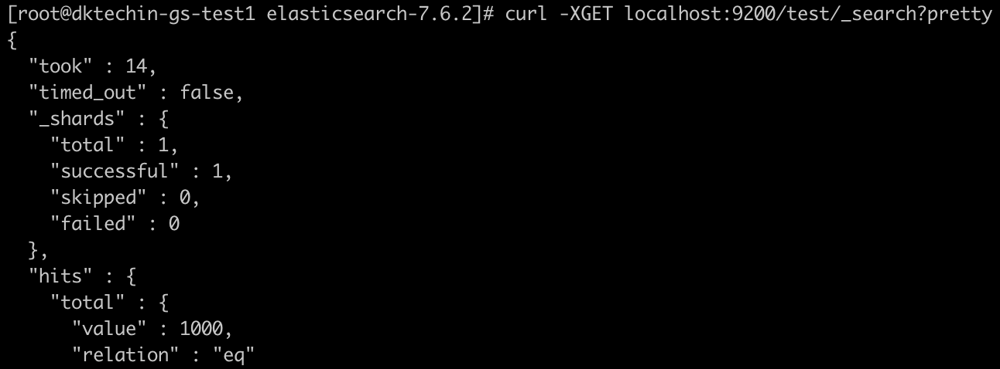 [root@dktechin-gs-test1 elasticsearch-7.6.2]# curl -XGET localhost:9200/test/_search?pretty
{
  "took" : 14,
  "timed_out" : false,
  "_shards" : {
    "total" : 1,
    "successful" : 1,
    "skipped" : 0,
    "failed" : 0
  },
  "hits" : {
    "total" : {
      "value" : 1000,
      "relation" : "eq"